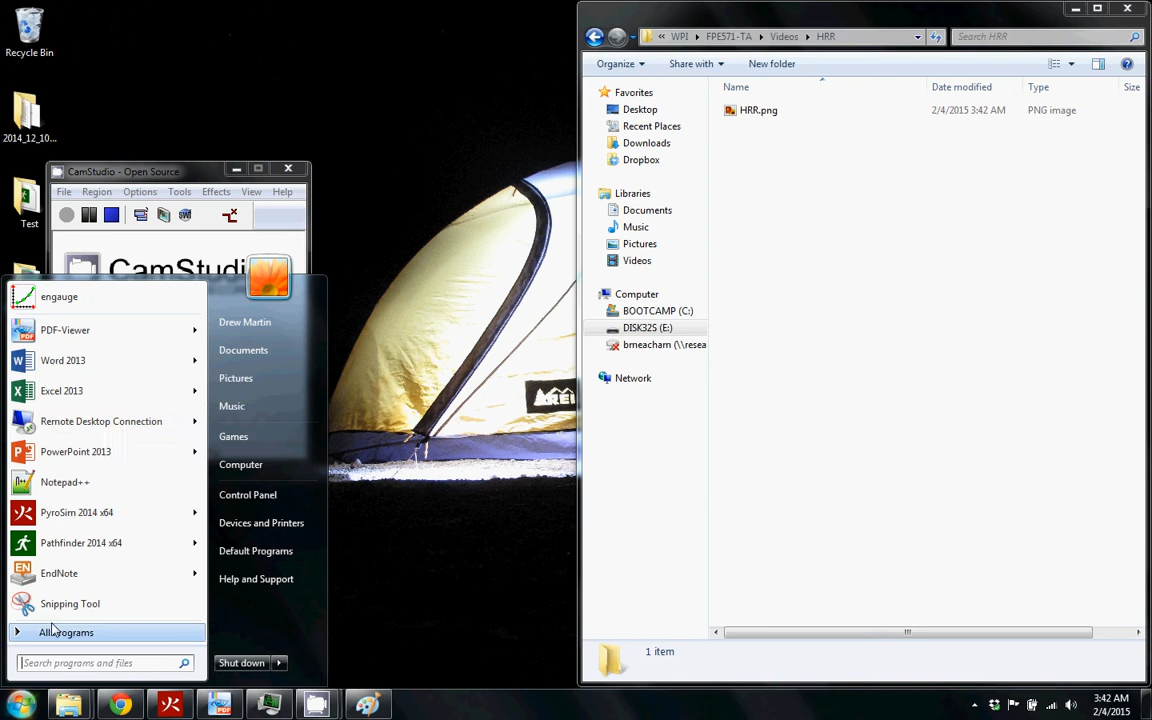 Recycle Bin
2014_12_10...
Test
CamStudio - Open Source
File Region Options Tools Effects View Help
CamStudi
engauge
PDF-Viewer
Word 2013
Excel 2013
Remote Desktop Connection
PowerPoint 2013
Notepad++
PyroSim 2014 x64
Pathfinder 2014 x64
EndNote
Snipping Tool
All Programs
Search programs and files
Drew Martin
Documents
Pictures
Music
Games
Computer
Control Panel
Devices and Printers
Default Programs
Help and Support
Shut down
« WPI FPE571-TA Videos HRR
Search HRR
Organize Share with New folder
Name Date modified Type Size
HRR.png 2/4/2015 3:42 AM PNG image
Favorites
Desktop
Recent Places
Downloads
Dropbox
Libraries
Documents
Music
Pictures
Videos
Computer
BOOTCAMP (C:)
DISK32S (E:)
bmeacham (\\resea
Network
1 item
3:42 AM
2/4/2015